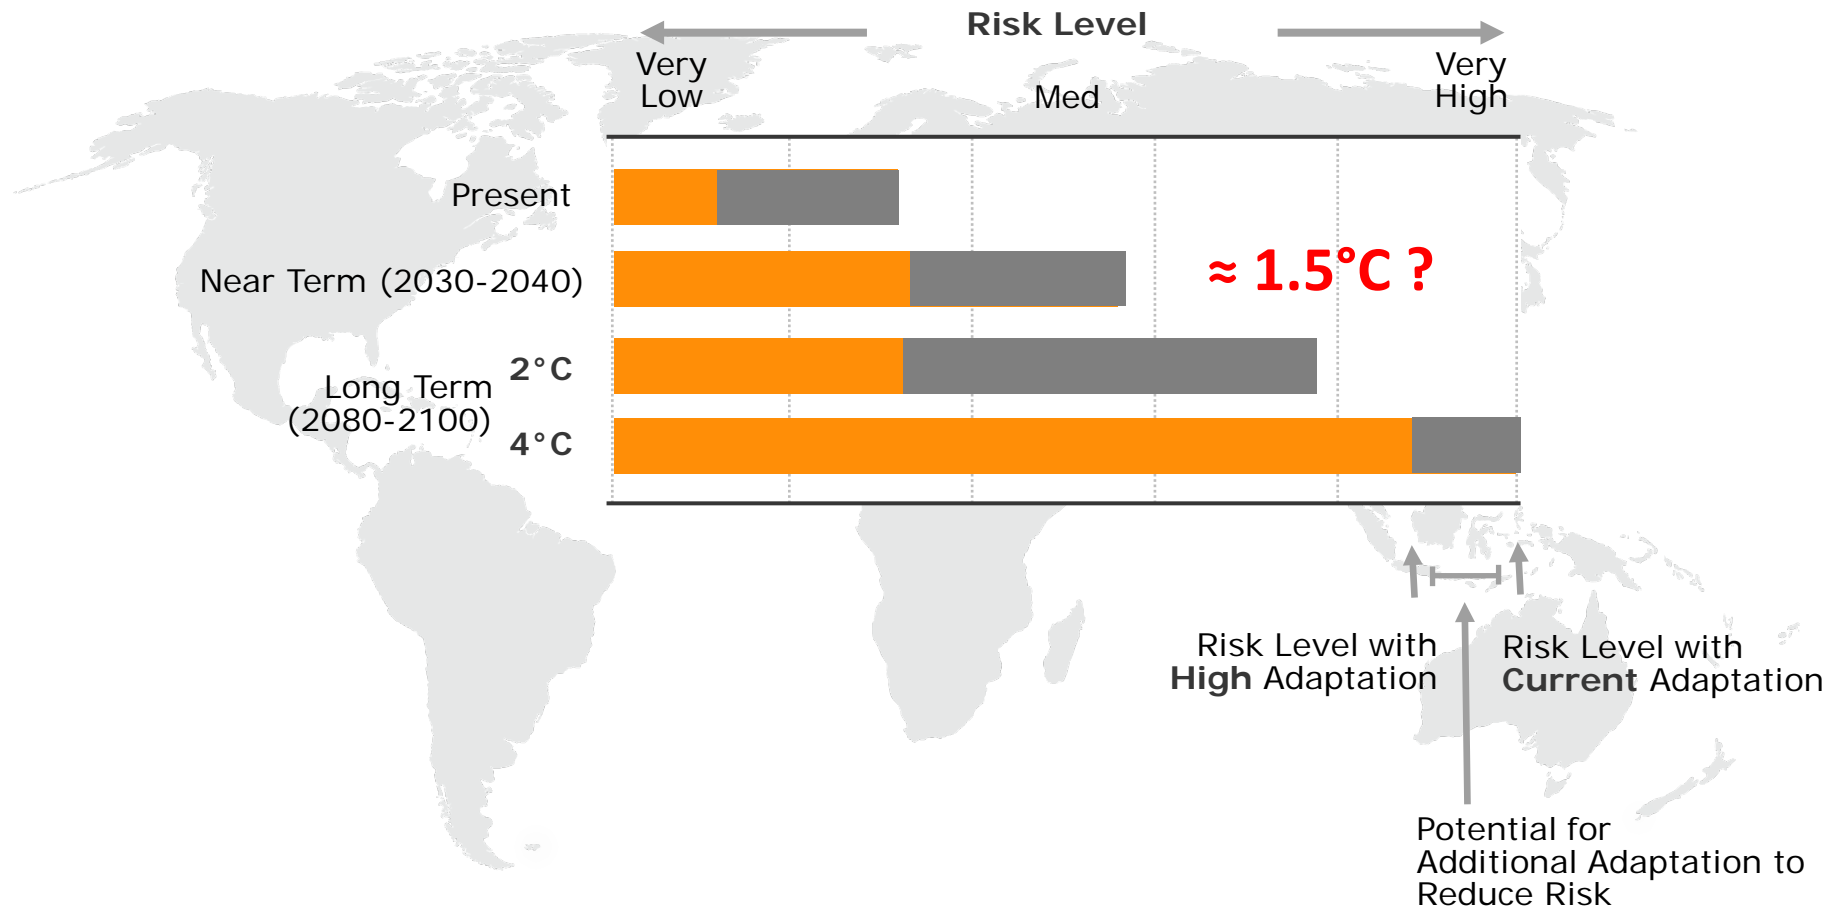 Risk Level
Very
Low
Med
Very
High
Present
Near Term (2030-2040)
≈ 1.5°C ?
Long Term
(2080-2100)
2°C
4°C
Risk Level with
High Adaptation
Risk Level with
Current Adaptation
Potential for
Additional Adaptation to
Reduce Risk